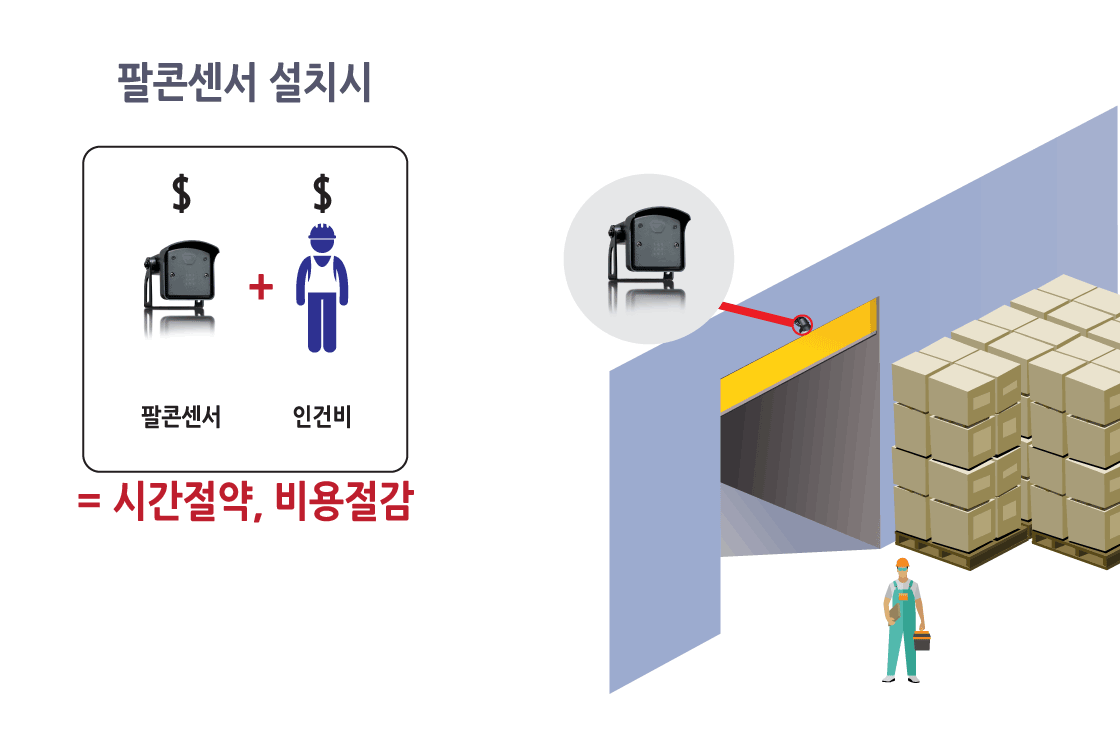 팔콘센서 설치시
$ $
팔콘센서 + 인건비
= 시간절약, 비용절감